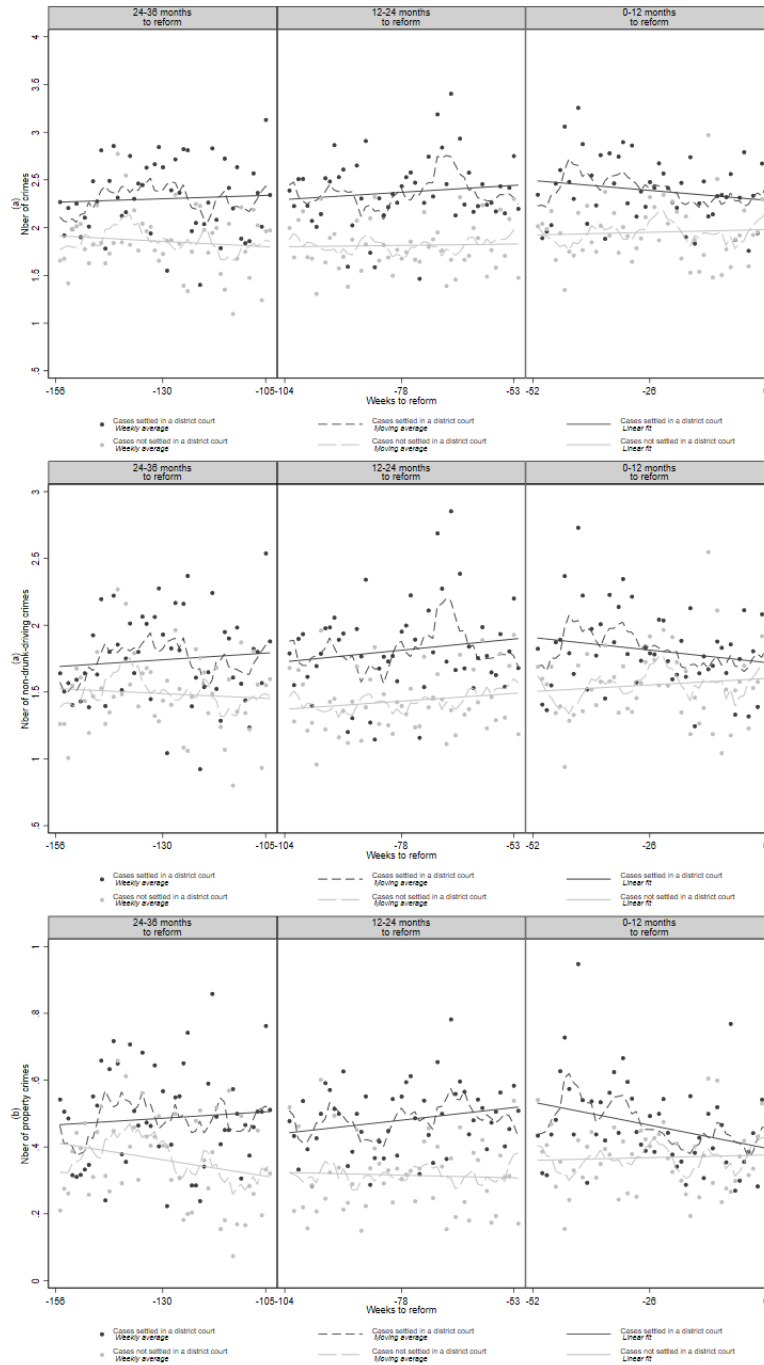 24-36 months
to reform
12-24 months
to reform
0-12 months
to reform
(a)
Nber of crimes
4
3.5
3
2.5
2
1.5
1
.5
-156 -130 -105 -104 -78 -53 -52 -26 0
Weeks to reform
Cases settled in a district court
Weekly average
Cases settled in a district court
Moving average
Cases settled in a district court
Linear fit
Cases not settled in a district court
Weekly average
Cases not settled in a district court
Moving average
Cases not settled in a district court
Linear fit
24-36 months
to reform
12-24 months
to reform
0-12 months
to reform
(a)
Nber of non-drunk-driving crimes
3
2.5
2
1.5
1
.5
-156 -130 -105 -104 -78 -53 -52 -26 0
Weeks to reform
Cases settled in a district court
Weekly average
Cases settled in a district court
Moving average
Cases settled in a district court
Linear fit
Cases not settled in a district court
Weekly average
Cases not settled in a district court
Moving average
Cases not settled in a district court
Linear fit
24-36 months
to reform
12-24 months
to reform
0-12 months
to reform
(b)
Nber of property crimes
1
.8
.6
.4
.2
0
-156 -130 -105 -104 -78 -53 -52 -26 0
Weeks to reform
Cases settled in a district court
Weekly average
Cases settled in a district court
Moving average
Cases settled in a district court
Linear fit
Cases not settled in a district court
Weekly average
Cases not settled in a district court
Moving average
Cases not settled in a district court
Linear fit